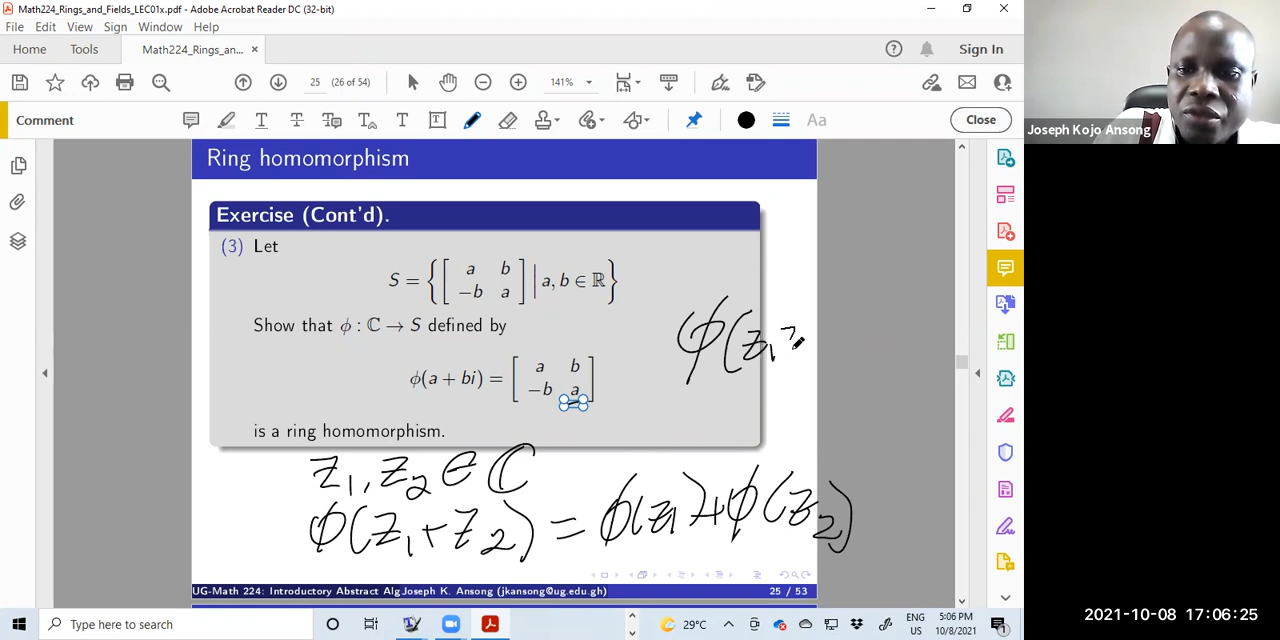 Math224_Rings_and_Fields_LEC01x.pdf - Adobe Acrobat Reader DC (32-bit)
File Edit View Sign Window Help
Home Tools Math224_Rings_an... × Sign In
25 (26 of 54) 141%
Comment Aa Close
Joseph Kojo Ansong
Ring homomorphism
Exercise (Cont'd).
(3) Let
S = { [ a b
-b a ] | a, b ∈ ℝ }
Show that ϕ : ℂ → S defined by
ϕ(a + bi) = [ a b
-b a ]
is a ring homomorphism.
ϕ(z₁
z₁, z₂ ∈ ℂ
ϕ(z₁ + z₂) = ϕ(z₁) + ϕ(z₂)
UG-Math 224: Introductory Abstract Alg Joseph K. Ansong (jkansong@ug.edu.gh) 25 / 53
Type here to search
29°C
ENG
US
5:06 PM
10/8/2021
2021-10-08 17:06:25